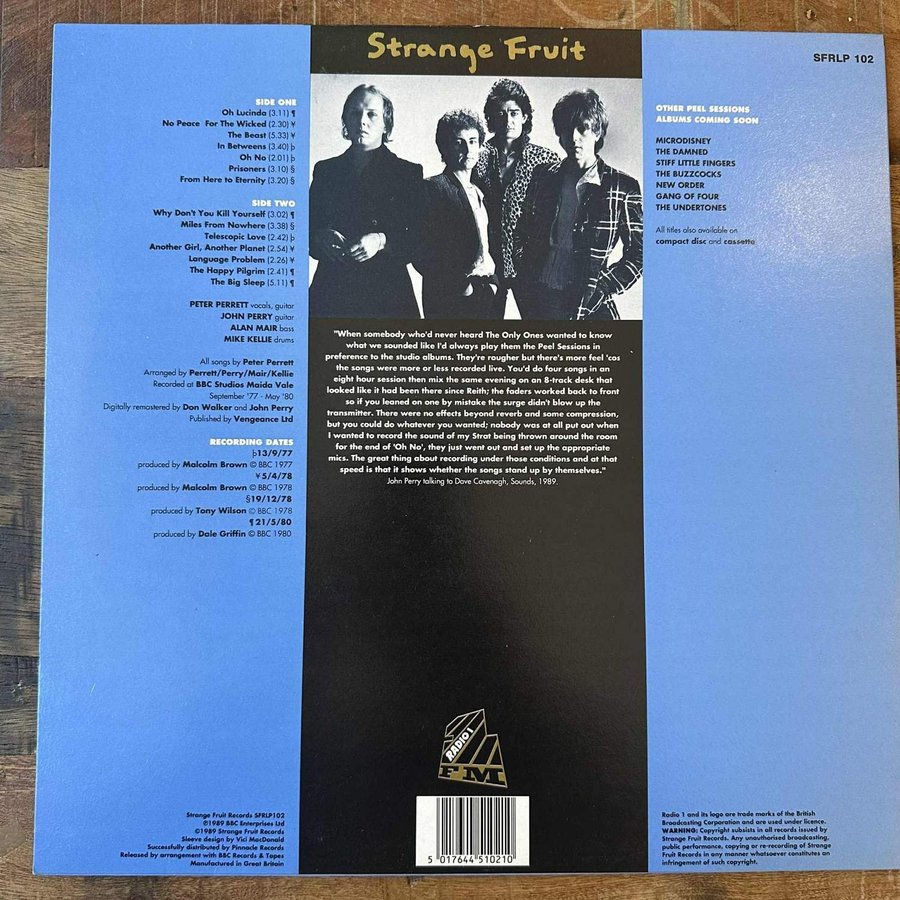 Strange Fruit
SFRLP 102
SIDE ONE
Oh Lucinda (3.11) ¶
No Peace For The Wicked (2.30) ¥
The Beast (5.33) ¥
In Betweens (3.40) þ
Oh No (2.01) þ
Prisoners (3.10) §
From Here to Eternity (3.20) §
SIDE TWO
Why Don't You Kill Yourself (3.02) ¶
Miles From Nowhere (3.38) §
Telescopic Love (2.42) þ
Another Girl, Another Planet (2.54) ¥
Language Problem (2.26) ¥
The Happy Pilgrim (2.41) ¶
The Big Sleep (5.11) ¶
PETER PERRETT vocals, guitar
JOHN PERRY guitar
ALAN MAIR bass
MIKE KELLIE drums
All songs by Peter Perrett
Arranged by Perrett/Perry/Mair/Kellie
Recorded at BBC Studios Maida Vale
September '77 - May '80
Digitally remastered by Don Walker and John Perry
Published by Vengeance Ltd
RECORDING DATES
þ13/9/77
produced by Malcolm Brown © BBC 1977
¥5/4/78
produced by Malcolm Brown © BBC 1978
§19/12/78
produced by Tony Wilson © BBC 1978
¶21/5/80
produced by Dale Griffin © BBC 1980
Strange Fruit Records SFRLP102
℗1989 BBC Enterprises Ltd
©1989 Strange Fruit Records
Sleeve design by Vici MacDonald
Successfully distributed by Pinnacle Records
Released by arrangement with BBC Records & Tapes
Manufactured in Great Britain
"When somebody who'd never heard The Only Ones wanted to know
what we sounded like I'd always play them the Peel Sessions in
preference to the studio albums. They're rougher but there's more feel 'cos
the songs were more or less recorded live. You'd do four songs in an
eight hour session then mix the same evening on an 8-track desk that
looked like it had been there since Reith; the faders worked back to front
so if you leaned on one by mistake the surge didn't blow up the
transmitter. There were no effects beyond reverb and some compression,
but you could do whatever you wanted; nobody was at all put out when
I wanted to record the sound of my Strat being thrown around the room
for the end of 'Oh No', they just went out and set up the appropriate
mics. The great thing about recording under those conditions and at that
speed is that it shows whether the songs stand up by themselves."
John Perry talking to Dave Cavenagh, Sounds, 1989.
RADIO 1
FM
5 017644 510210
OTHER PEEL SESSIONS
ALBUMS COMING SOON
MICRODISNEY
THE DAMNED
STIFF LITTLE FINGERS
THE BUZZCOCKS
NEW ORDER
GANG OF FOUR
THE UNDERTONES
All titles also available on
compact disc and cassette
Radio 1 and its logo are trade marks of the British
Broadcasting Corporation and are used under licence.
WARNING: Copyright subsists in all records issued by
Strange Fruit Records. Any unauthorised broadcasting,
public performance, copying or re-recording of Strange
Fruit Records in any manner whatsoever constitutes an
infringement of such copyright.